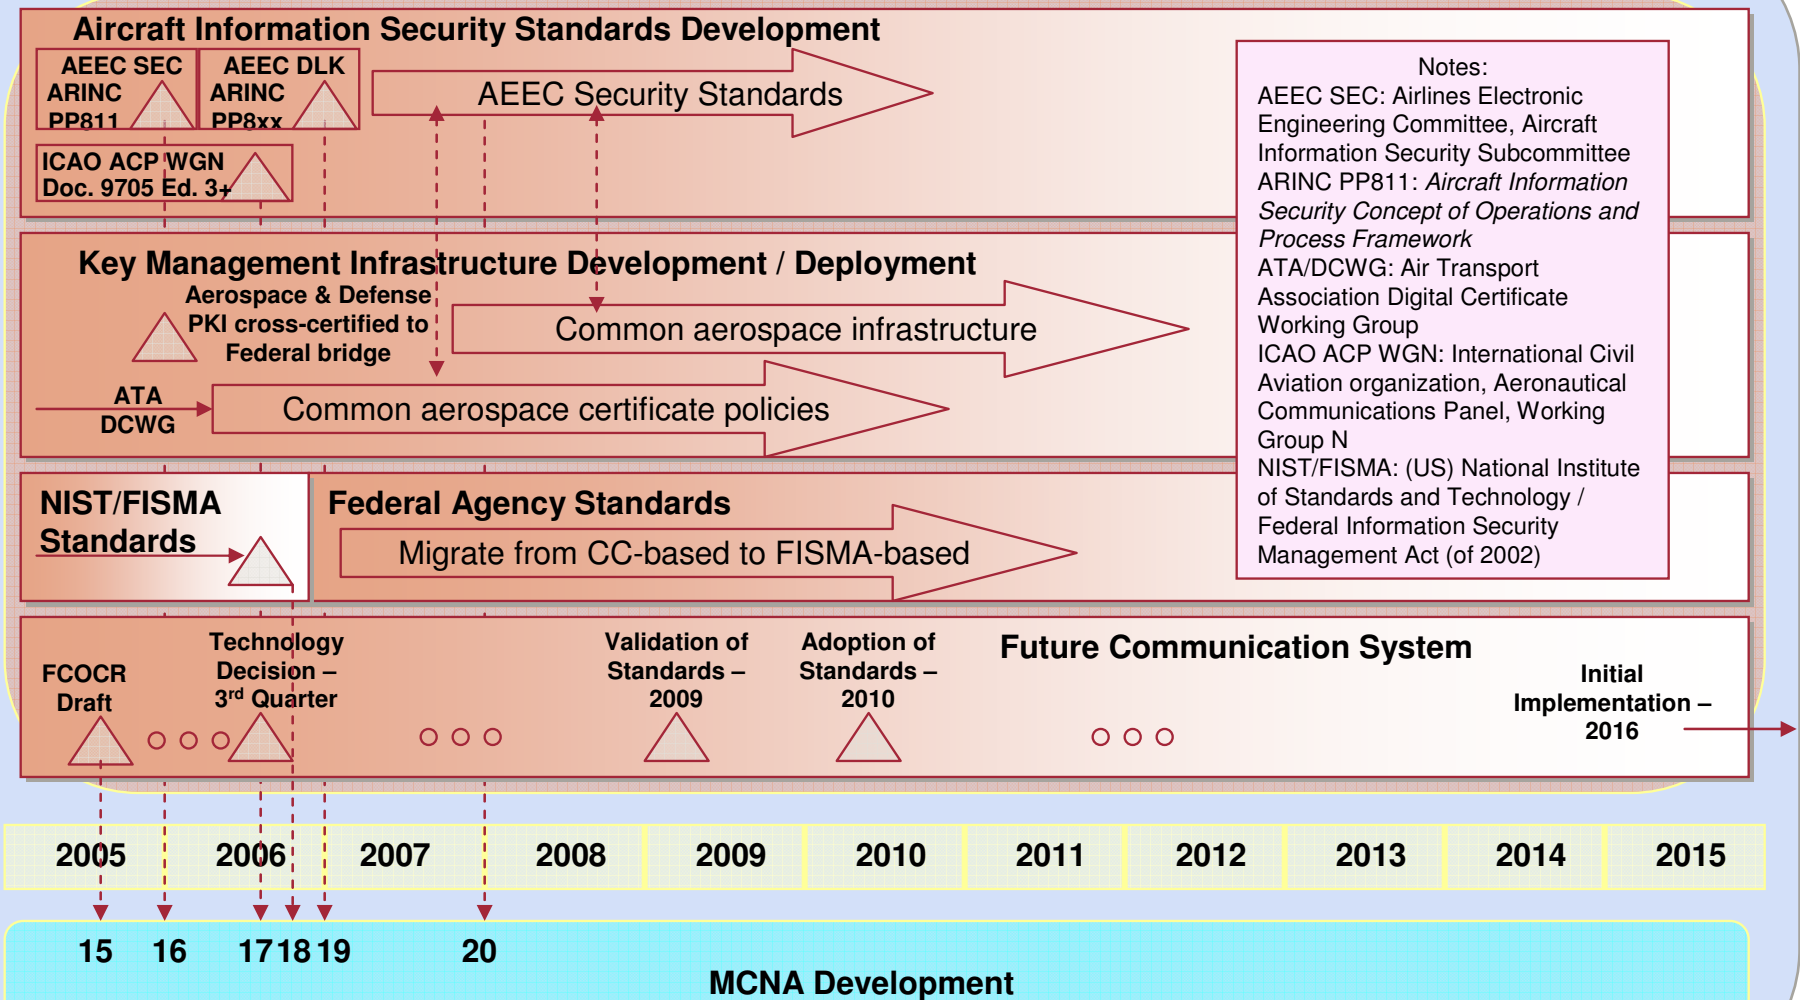 Aircraft Information Security Standards Development
AEEC SEC
ARINC
PP811
AEEC DLK
ARINC
PP8xx
AEEC Security Standards
ICAO ACP WGN
Doc. 9705 Ed. 3+
Notes:
AEEC SEC: Airlines Electronic
Engineering Committee, Aircraft
Information Security Subcommittee
ARINC PP811: Aircraft Information
Security Concept of Operations and
Process Framework
ATA/DCWG: Air Transport
Association Digital Certificate
Working Group
ICAO ACP WGN: International Civil
Aviation organization, Aeronautical
Communications Panel, Working
Group N
NIST/FISMA: (US) National Institute
of Standards and Technology /
Federal Information Security
Management Act (of 2002)
Key Management Infrastructure Development / Deployment
Aerospace & Defense
PKI cross-certified to
Federal bridge
Common aerospace infrastructure
ATA
DCWG
Common aerospace certificate policies
NIST/FISMA
Standards
Federal Agency Standards
Migrate from CC-based to FISMA-based
FCOCR
Draft
Technology
Decision –
3rd Quarter
Validation of
Standards –
2009
Adoption of
Standards –
2010
Future Communication System
Initial
Implementation –
2016
2005 2006 2007 2008 2009 2010 2011 2012 2013 2014 2015
15 16 17 18 19 20
MCNA Development